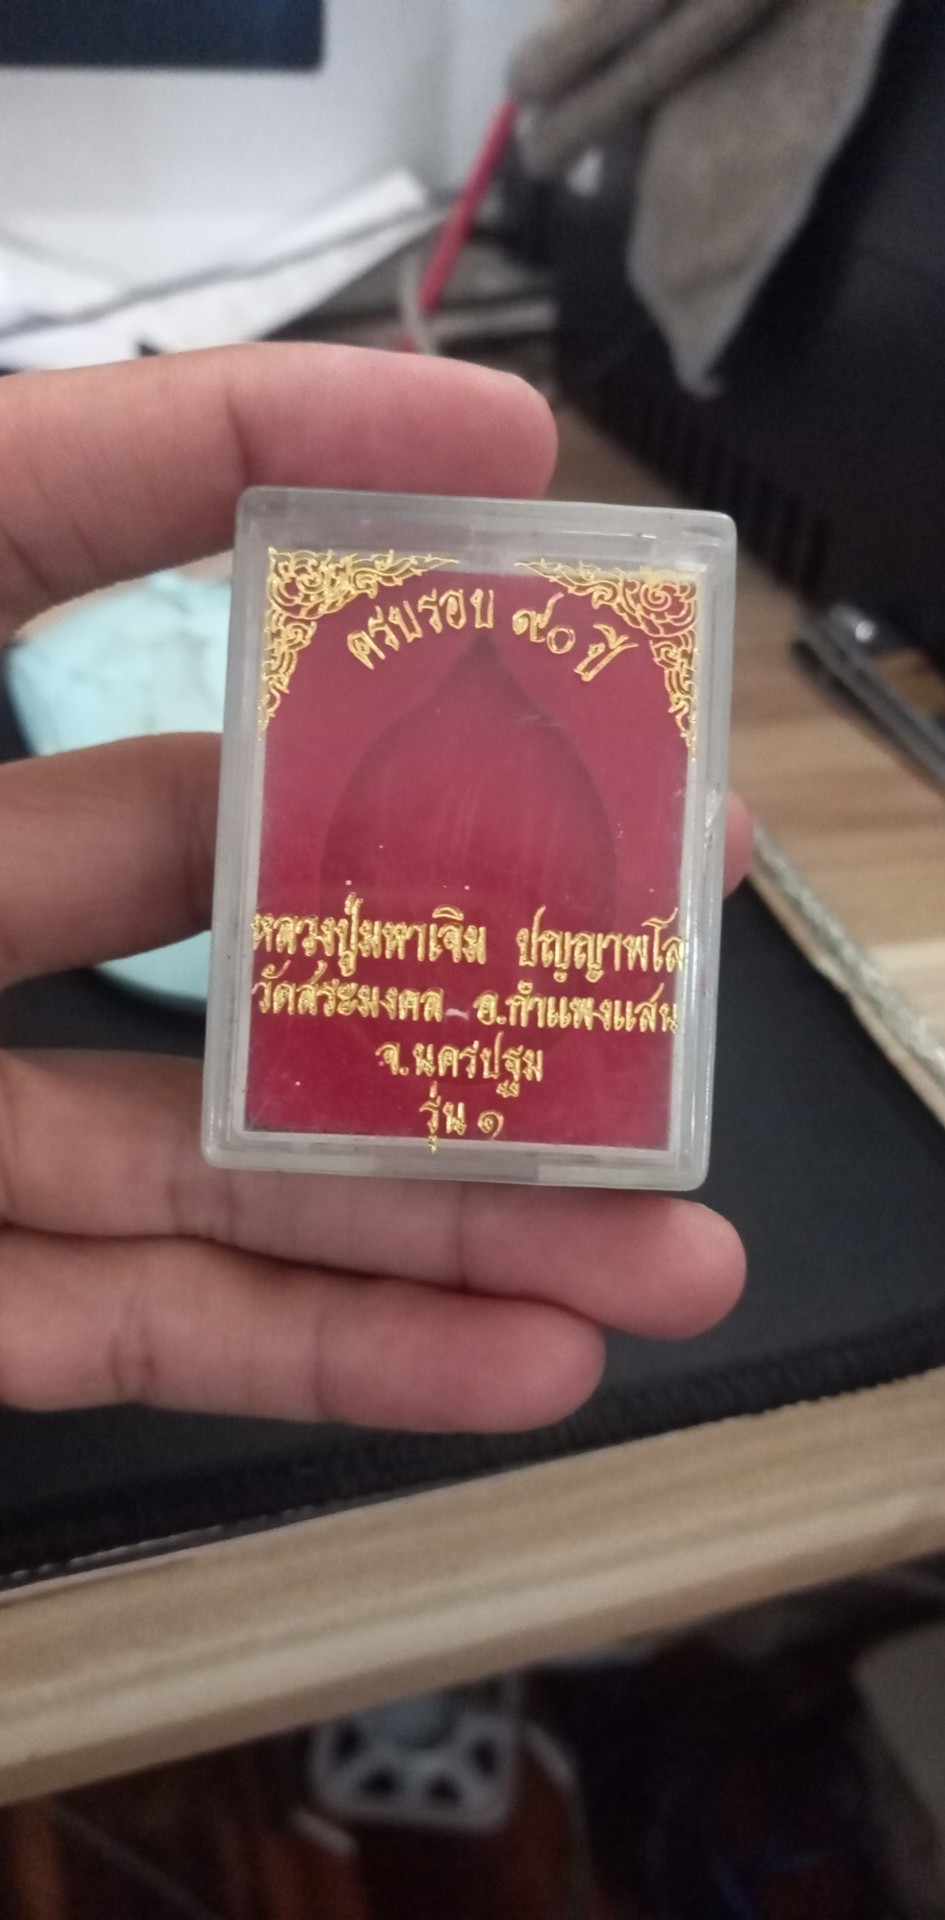 ครบรอบ ๙๐ ปี
หลวงปู่มหาเจิม ปญฺญาพโล
วัดสระมงคล อ.กำแพงแสน
จ.นครปฐม
รุ่น ๑